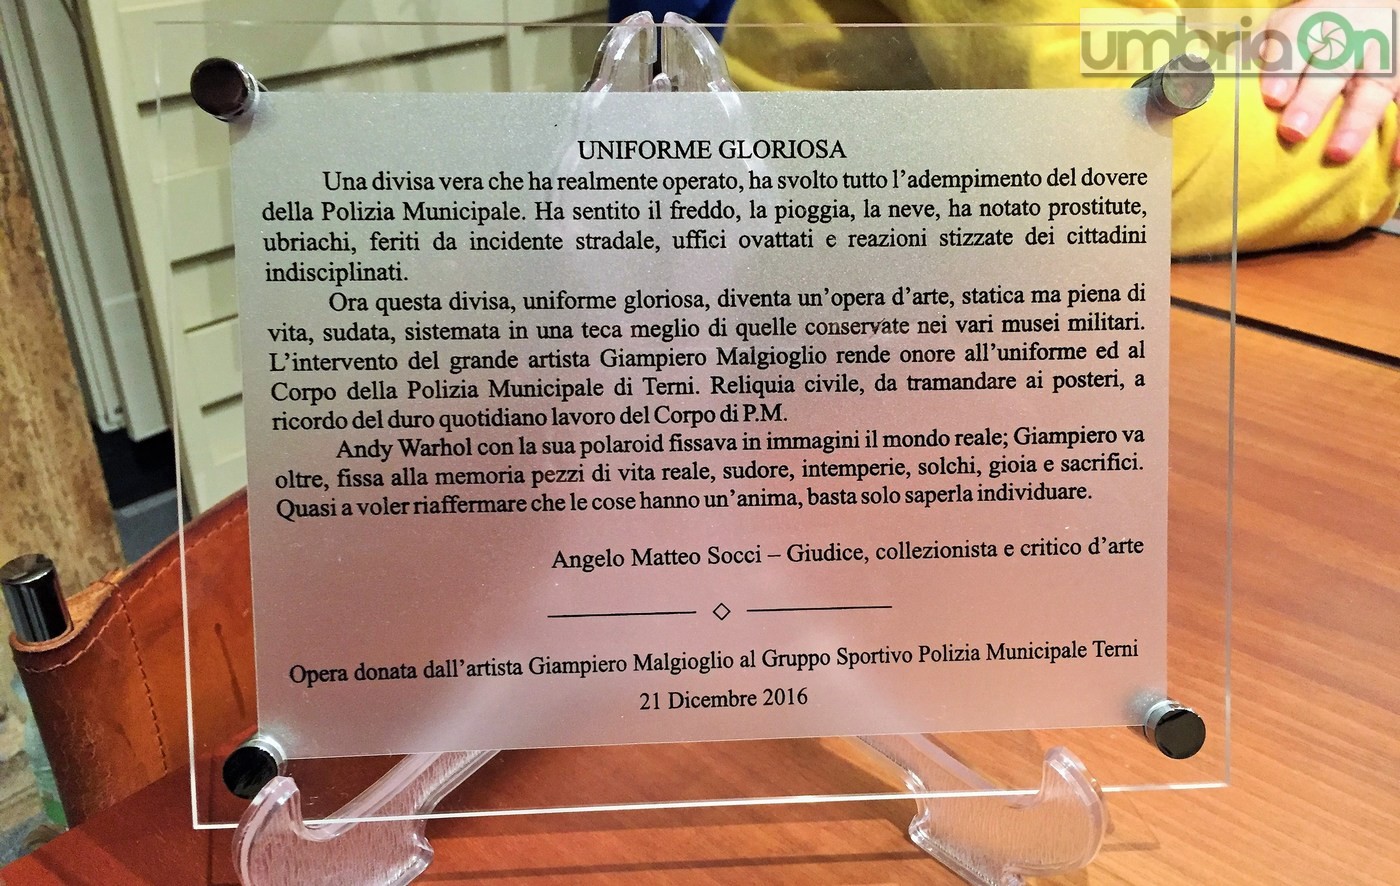 umbriaOn
UNIFORME GLORIOSA
Una divisa vera che ha realmente operato, ha svolto tutto l’adempimento del dovere
della Polizia Municipale. Ha sentito il freddo, la pioggia, la neve, ha notato prostitute,
ubriachi, feriti da incidente stradale, uffici ovattati e reazioni stizzate dei cittadini
indisciplinati.
Ora questa divisa, uniforme gloriosa, diventa un’opera d’arte, statica ma piena di
vita, sudata, sistemata in una teca meglio di quelle conservate nei vari musei militari.
L’intervento del grande artista Giampiero Malgioglio rende onore all’uniforme ed al
Corpo della Polizia Municipale di Terni. Reliquia civile, da tramandare ai posteri, a
ricordo del duro quotidiano lavoro del Corpo di P.M.
Andy Warhol con la sua polaroid fissava in immagini il mondo reale; Giampiero va
oltre, fissa alla memoria pezzi di vita reale, sudore, intemperie, solchi, gioia e sacrifici.
Quasi a voler riaffermare che le cose hanno un’anima, basta solo saperla individuare.
Angelo Matteo Socci – Giudice, collezionista e critico d’arte
Opera donata dall’artista Giampiero Malgioglio al Gruppo Sportivo Polizia Municipale Terni
21 Dicembre 2016